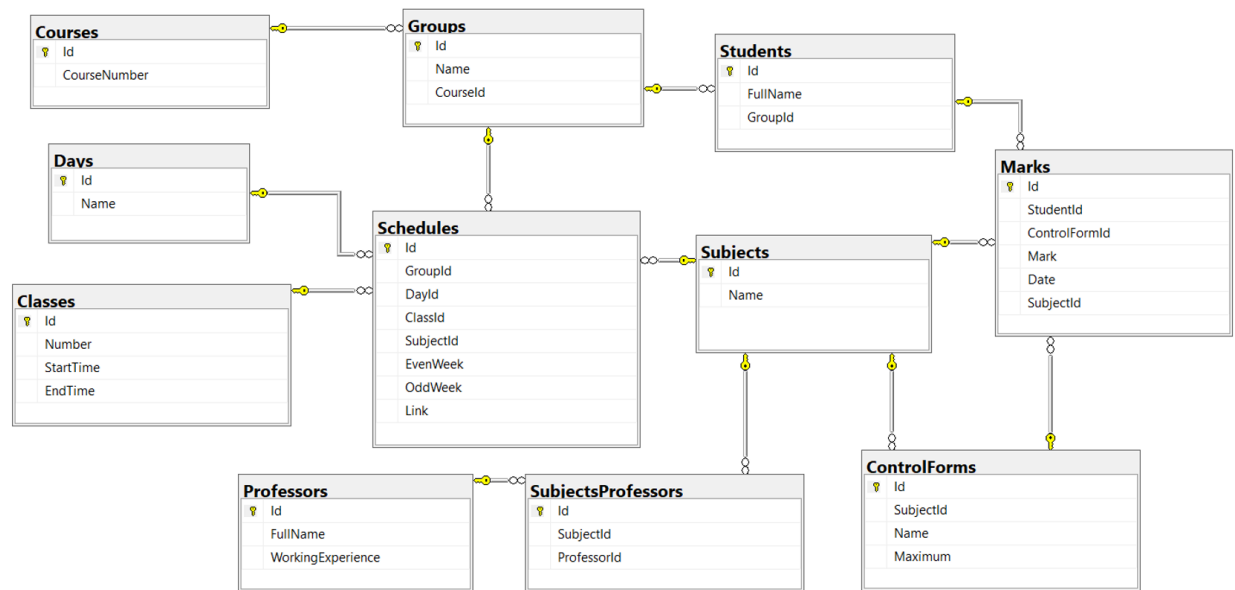 Courses
Id
CourseNumber
Groups
Id
Name
CourseId
Students
Id
FullName
GroupId
Days
Id
Name
Marks
Id
StudentId
ControlFormId
Mark
Date
SubjectId
Schedules
Id
GroupId
DayId
ClassId
SubjectId
EvenWeek
OddWeek
Link
Subjects
Id
Name
Classes
Id
Number
StartTime
EndTime
Professors
Id
FullName
WorkingExperience
SubjectsProfessors
Id
SubjectId
ProfessorId
ControlForms
Id
SubjectId
Name
Maximum